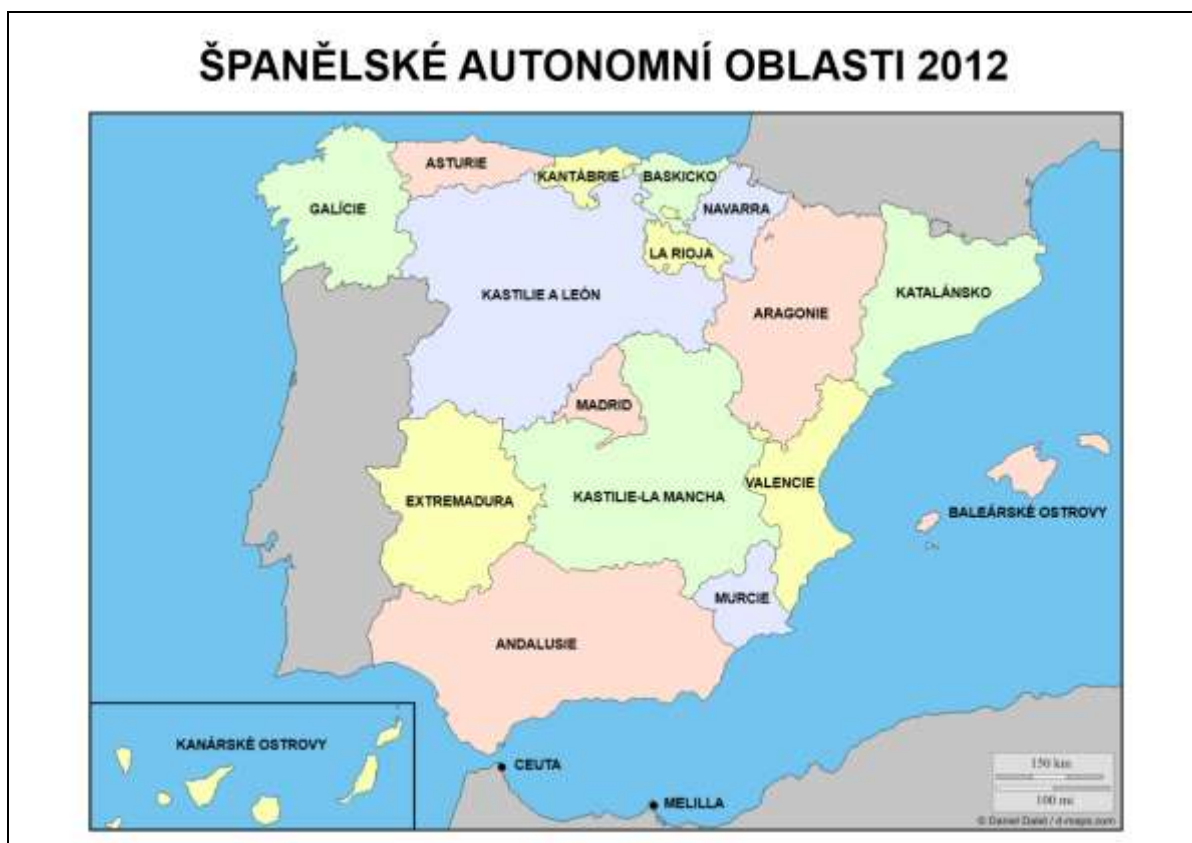 ŠPANĚLSKÉ AUTONOMNÍ OBLASTI 2012
ASTURIE
KANTÁBRIE
BASKICKO
GALÍCIE
NAVARRA
LA RIOJA
KASTILIE A LEÓN
KATALÁNSKO
ARAGONIE
MADRID
EXTREMADURA
KASTILIE-LA MANCHA
VALENCIE
BALEÁRSKÉ OSTROVY
MURCIE
ANDALUSIE
KANÁRSKÉ OSTROVY
CEUTA
MELILLA
150 km
100 mi
© Daniel Dalet / d-maps.com